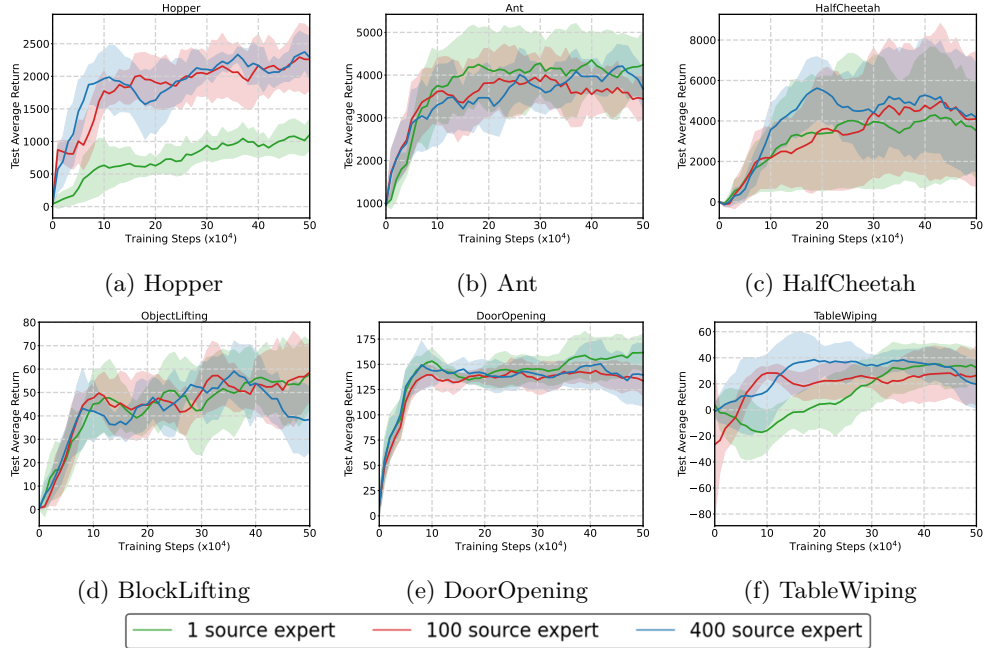 Hopper
Test Average Return
2500
2000
1500
1000
500
0
0 10 20 30 40 50
Training Steps (x10⁴)
(a) Hopper
Ant
Test Average Return
5000
4000
3000
2000
1000
0 10 20 30 40 50
Training Steps (x10⁴)
(b) Ant
HalfCheetah
Test Average Return
8000
6000
4000
2000
0
0 10 20 30 40 50
Training Steps (x10⁴)
(c) HalfCheetah
ObjectLifting
Test Average Return
80
70
60
50
40
30
20
10
0
0 10 20 30 40 50
Training Steps (x10⁴)
(d) BlockLifting
DoorOpening
Test Average Return
175
150
125
100
75
50
25
0
0 10 20 30 40 50
Training Steps (x10⁴)
(e) DoorOpening
TableWiping
Test Average Return
60
40
20
0
−20
−40
−60
−80
0 10 20 30 40 50
Training Steps (x10⁴)
(f) TableWiping
1 source expert 100 source expert 400 source expert